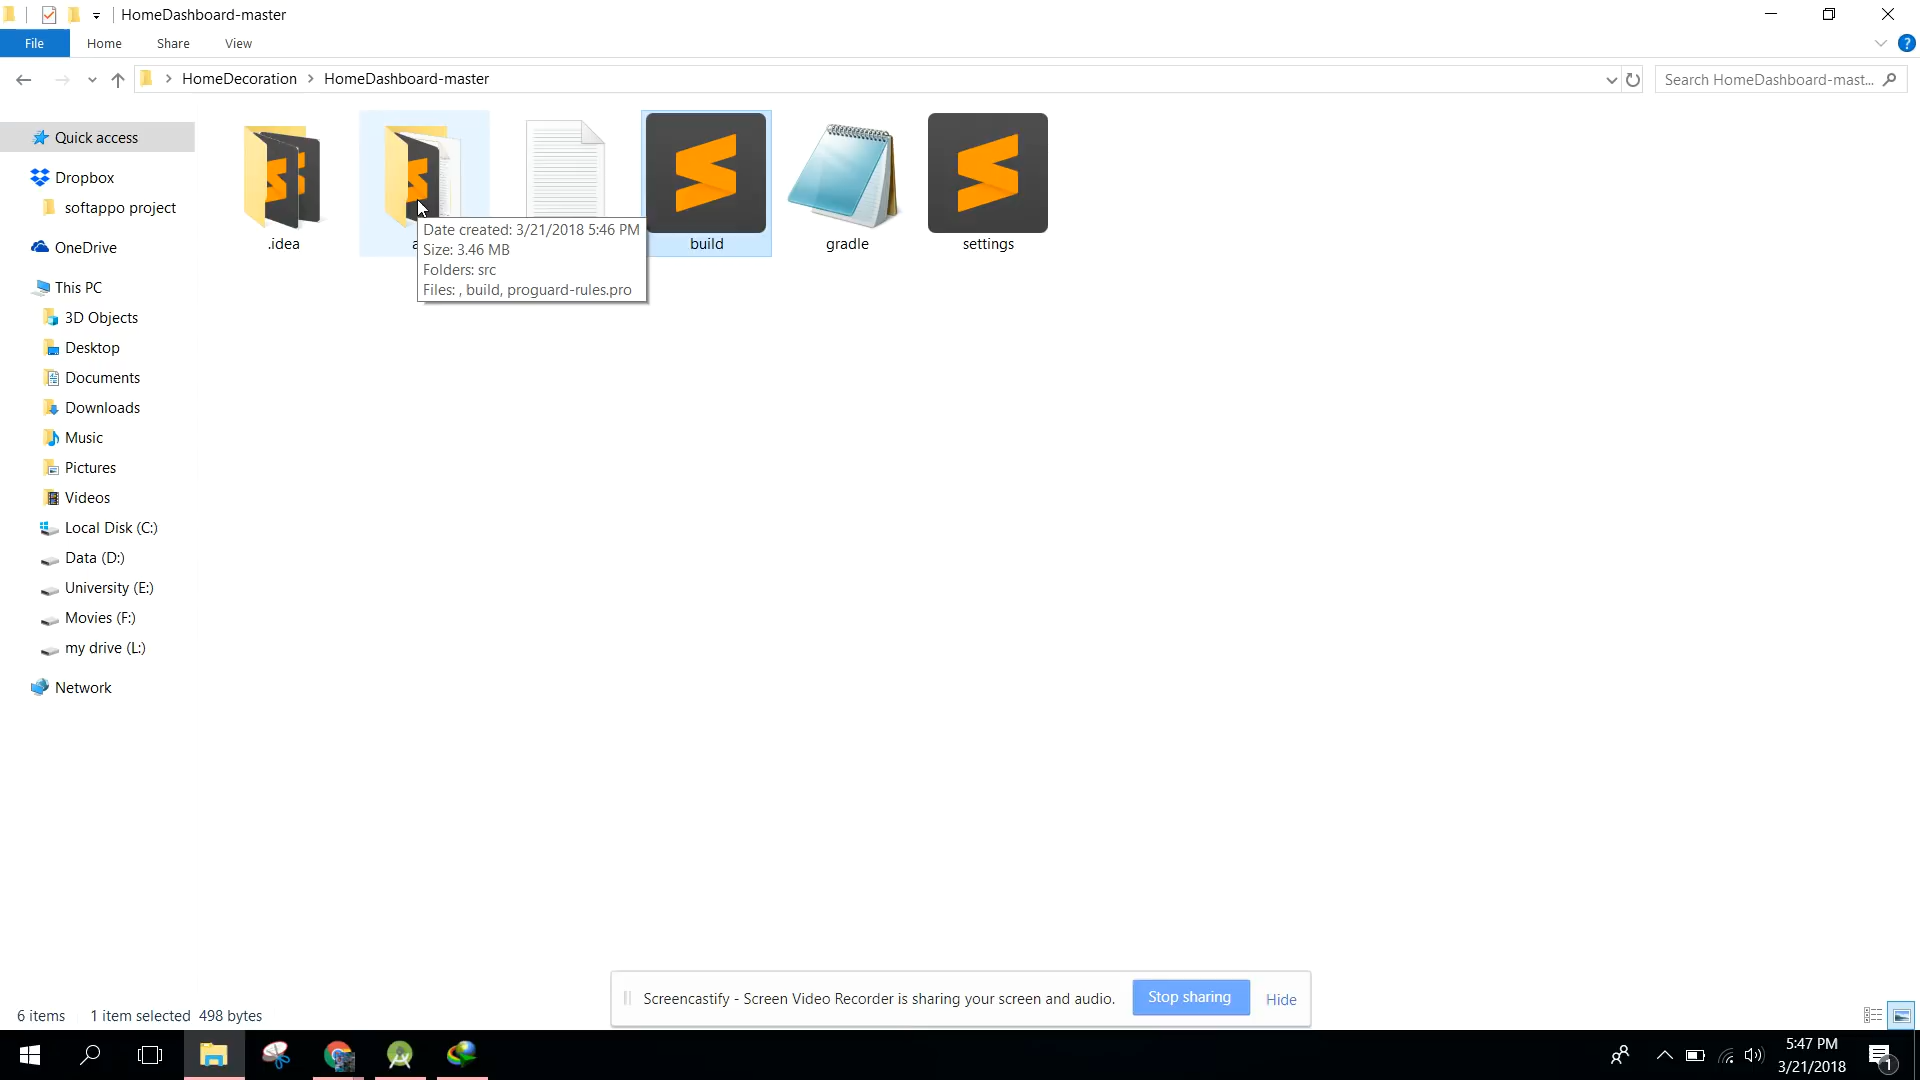 HomeDashboard-master
File Home Share View
HomeDecoration HomeDashboard-master
Search HomeDashboard-mast...
Quick access
Dropbox
softappo project
OneDrive
This PC
3D Objects
Desktop
Documents
Downloads
Music
Pictures
Videos
Local Disk (C:)
Data (D:)
University (E:)
Movies (F:)
my drive (L:)
Network
.idea
build
gradle
settings
Date created: 3/21/2018 5:46 PM
Size: 3.46 MB
Folders: src
Files: , build, proguard-rules.pro
Screencastify - Screen Video Recorder is sharing your screen and audio.
Stop sharing
Hide
6 items 1 item selected 498 bytes
5:47 PM
3/21/2018
1